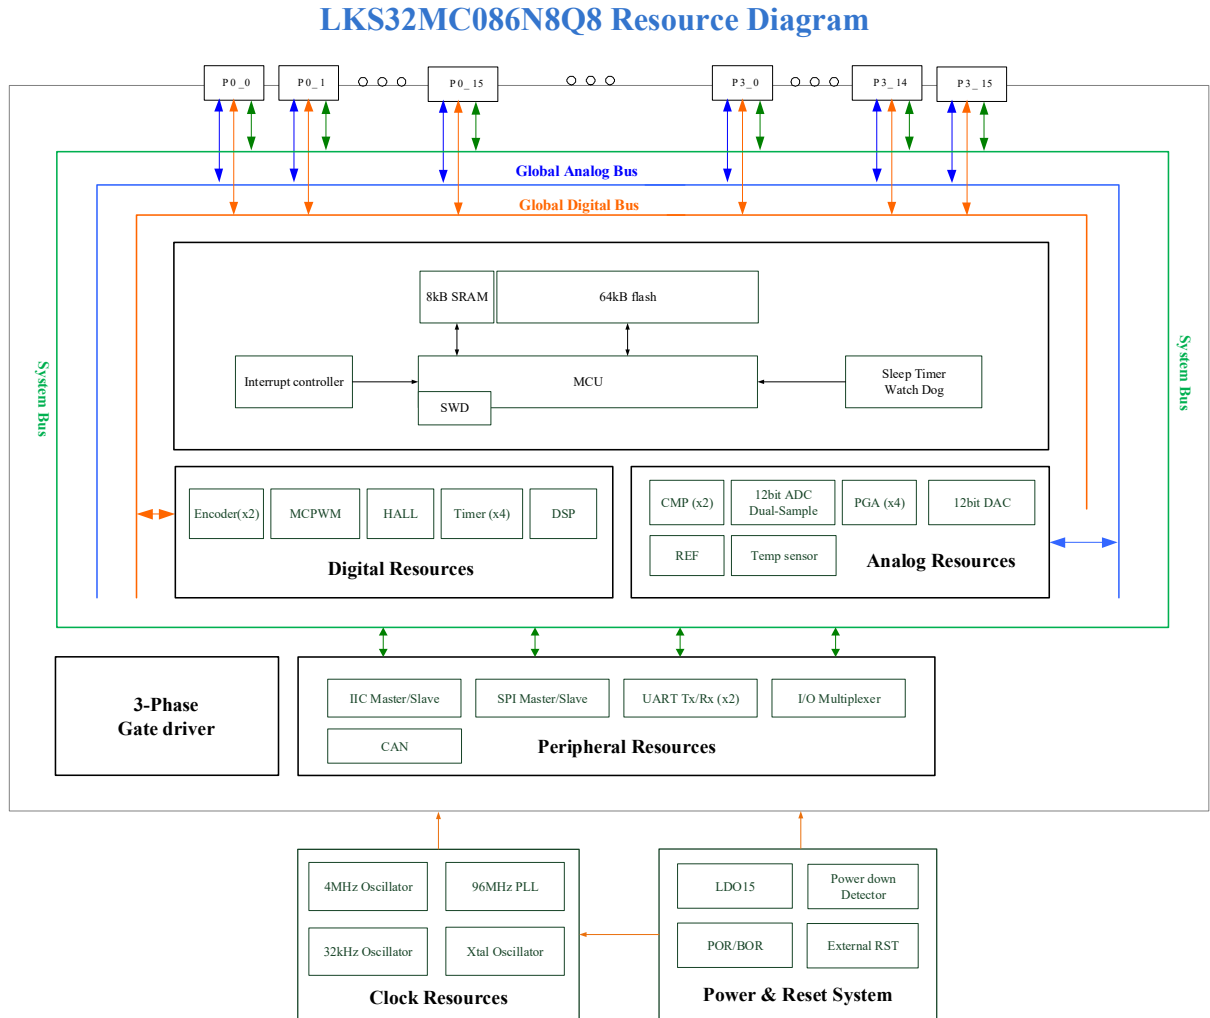 LKS32MC086N8Q8 Resource Diagram
P0_0
P0_1
P0_15
P3_0
P3_14
P3_15
Global Analog Bus
Global Digital Bus
System Bus
System Bus
8kB SRAM
64kB flash
Interrupt controller
MCU
SWD
Sleep Timer
Watch Dog
Encoder(x2)
MCPWM
HALL
Timer (x4)
DSP
Digital Resources
CMP (x2)
12bit ADC
Dual-Sample
PGA (x4)
12bit DAC
REF
Temp sensor
Analog Resources
3-Phase
Gate driver
IIC Master/Slave
SPI Master/Slave
UART Tx/Rx (x2)
I/O Multiplexer
CAN
Peripheral Resources
4MHz Oscillator
96MHz PLL
32kHz Oscillator
Xtal Oscillator
Clock Resources
LDO15
Power down
Detector
POR/BOR
External RST
Power & Reset System